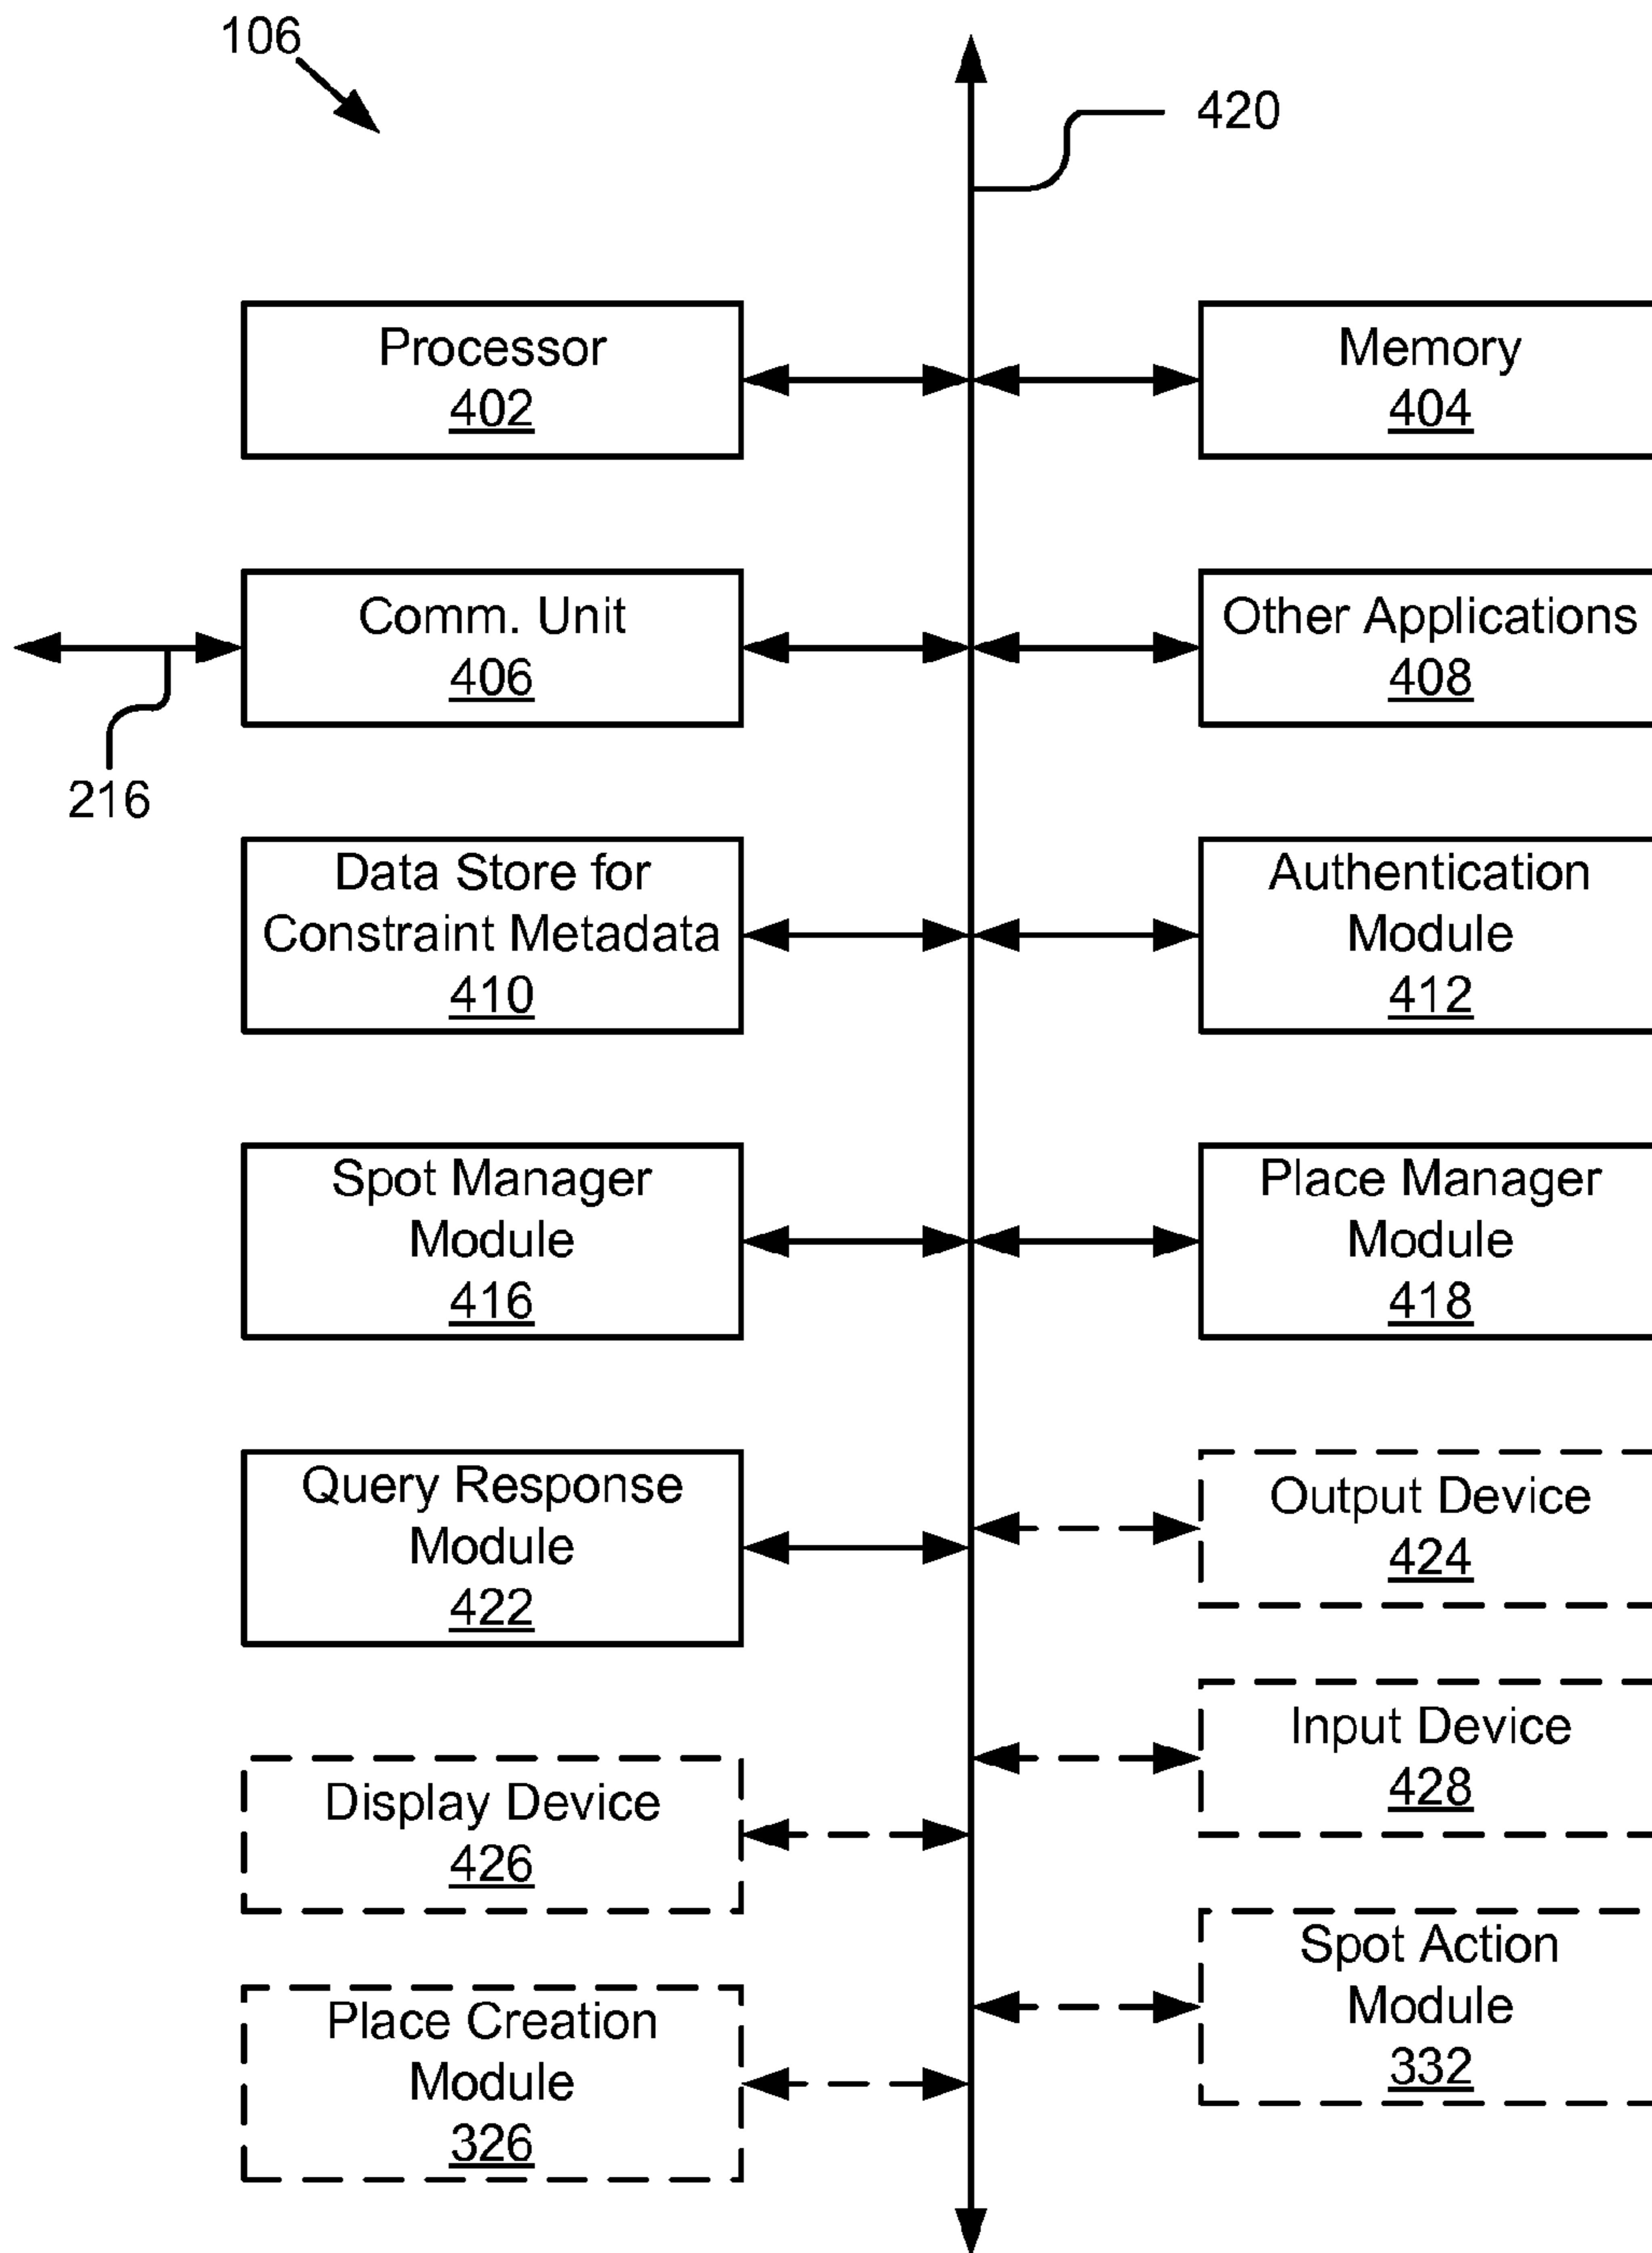 106
420
Processor
402
Memory
404
Comm. Unit
406
Other Applications
408
216
Data Store for
Constraint Metadata
410
Authentication
Module
412
Spot Manager
Module
416
Place Manager
Module
418
Query Response
Module
422
Output Device
424
Input Device
428
Display Device
426
Spot Action
Module
332
Place Creation
Module
326